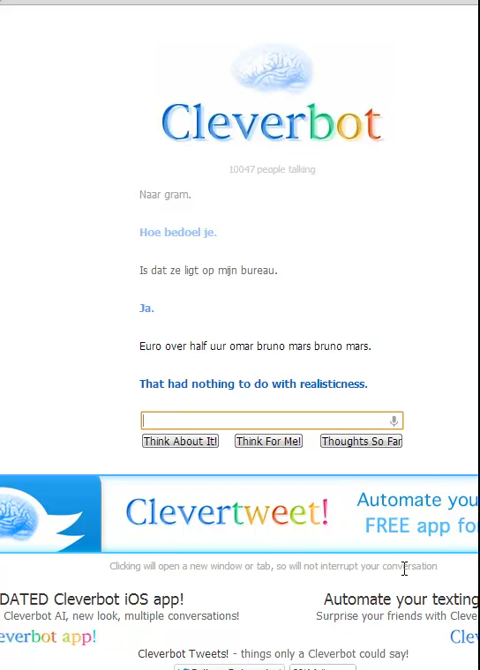 Cleverbot
10047 people talking
Naar gram.
Hoe bedoel je.
Is dat ze ligt op mijn bureau.
Ja.
Euro over half uur omar bruno mars bruno mars.
That had nothing to do with realisticness.
Think About It! Think For Me! Thoughts So Far
Clevertweet! Automate you
FREE app fo
Clicking will open a new window or tab, so will not interrupt your conversation
DATED Cleverbot iOS app! Automate your texting
Cleverbot AI, new look, multiple conversations! Surprise your friends with Cleve
everbot app! Clev
Cleverbot Tweets! - things only a Cleverbot could say!